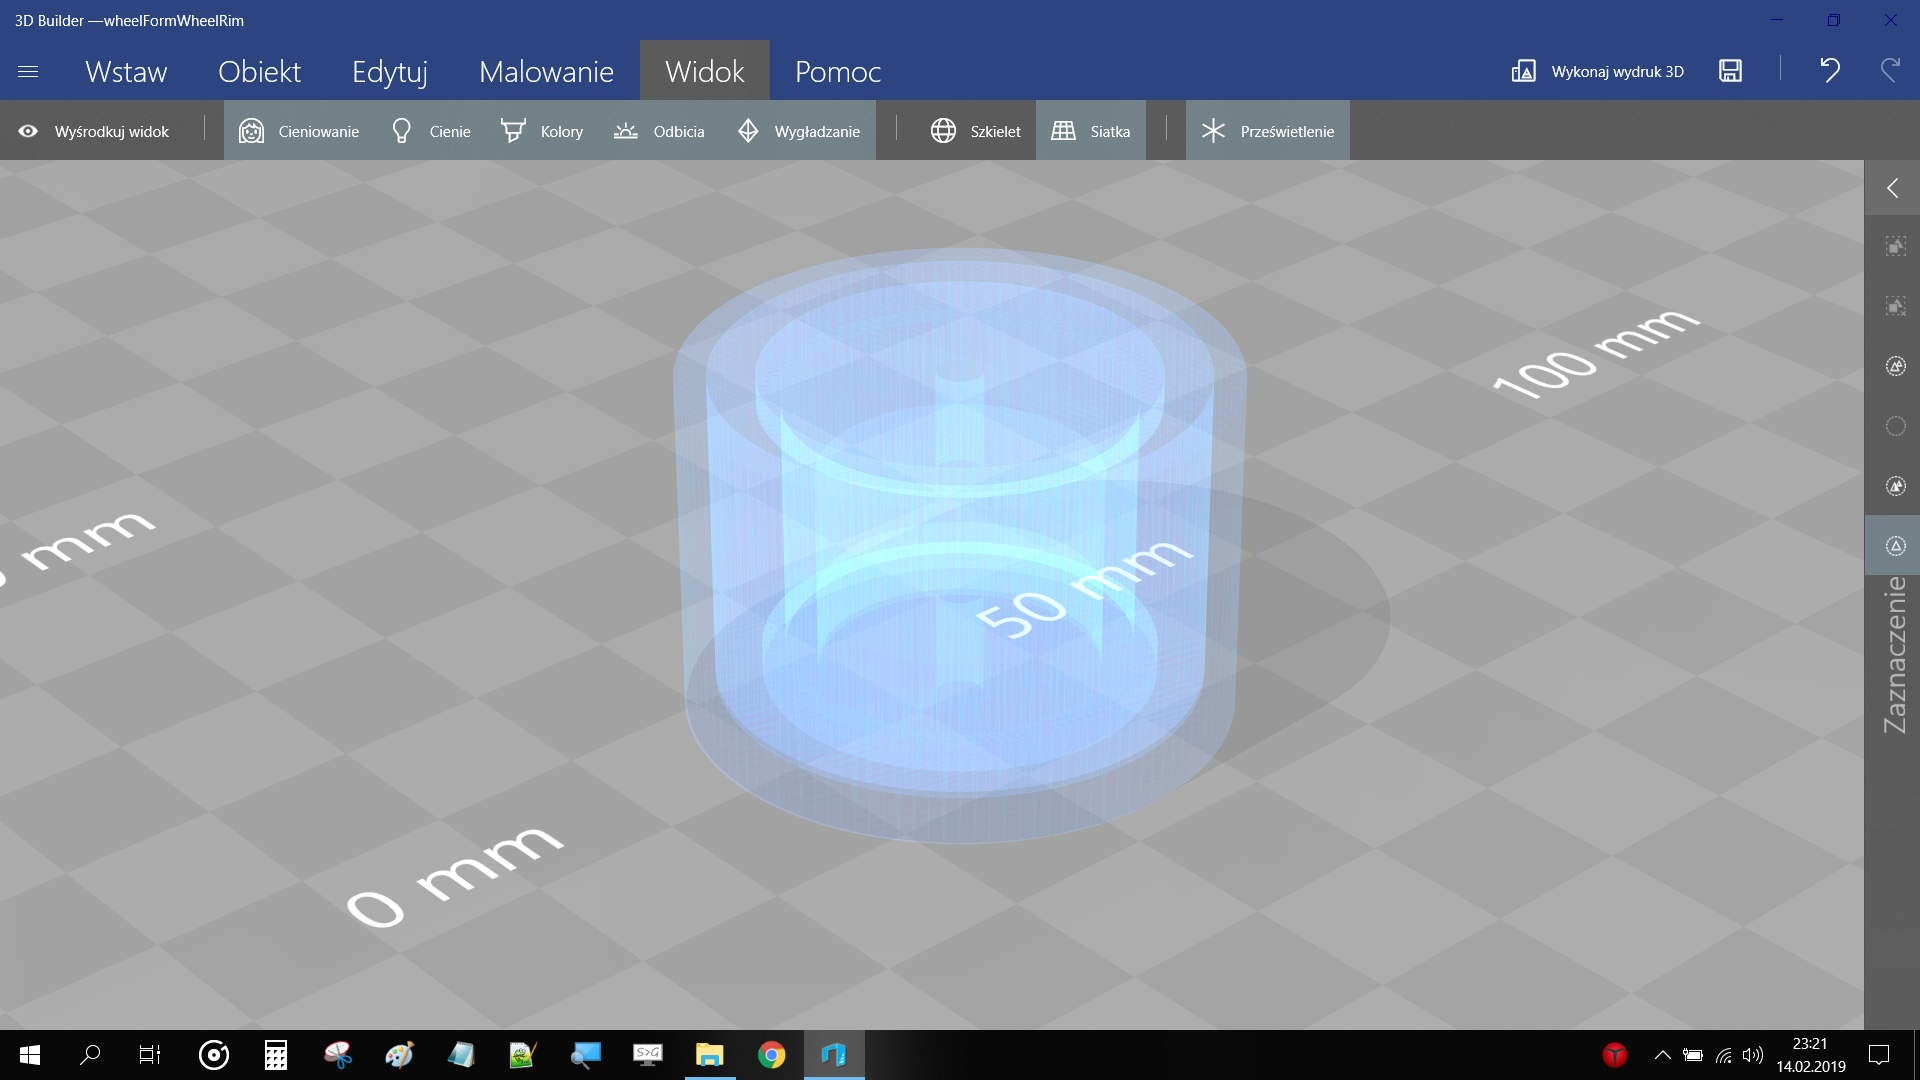 3D Builder — wheelFormWheelRim
Wstaw Obiekt Edytuj Malowanie Widok Pomoc
Wykonaj wydruk 3D
Wyśrodkuj widok Cieniowanie Cienie Kolory Odbicia Wygładzanie Szkielet Siatka Prześwietlenie
100 mm
mm
50 mm
0 mm
Zaznaczenie
S>G
23:21
14.02.2019